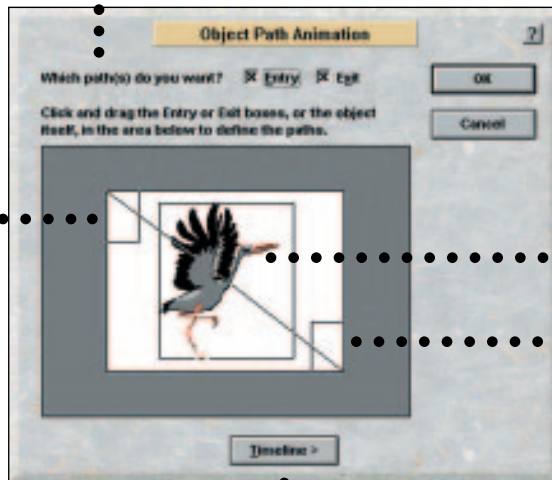 Object Path Animation
?
Which path(s) do you want? Entry Exit
OK
Click and drag the Entry or Exit boxes, or the object
itself, in the area below to define the paths.
Cancel
Timeline >